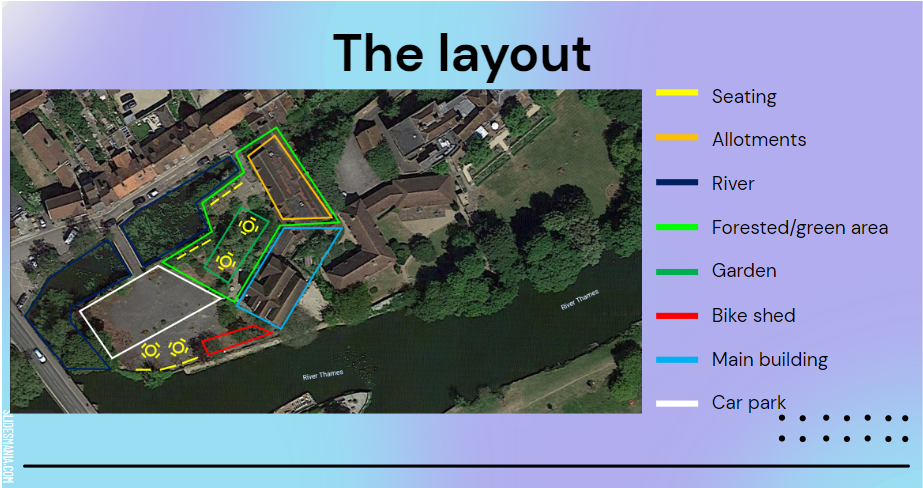 The layout
Seating
Allotments
River
Forested/green area
Garden
Bike shed
Main building
Car park
River Thames
River Thames
SLIDESMANIA.COM